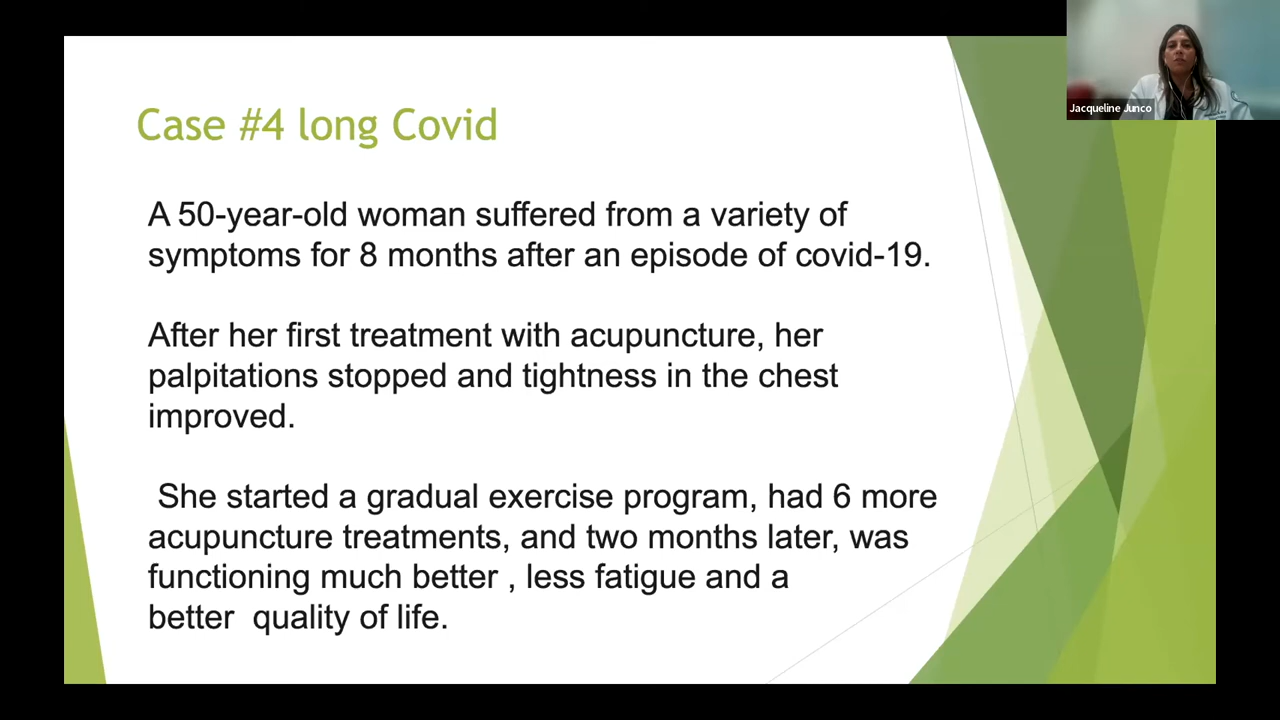 Jacqueline Junco
Case #4 long Covid
A 50-year-old woman suffered from a variety of
symptoms for 8 months after an episode of covid-19.
After her first treatment with acupuncture, her
palpitations stopped and tightness in the chest
improved.
She started a gradual exercise program, had 6 more
acupuncture treatments, and two months later, was
functioning much better , less fatigue and a
better  quality of life.